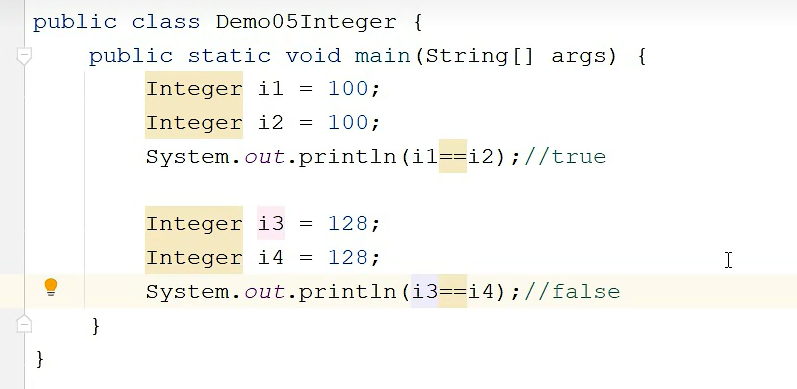 public class Demo05Integer {
    public static void main(String[] args) {
        Integer i1 = 100;
        Integer i2 = 100;
        System.out.println(i1==i2);//true
        Integer i3 = 128;
        Integer i4 = 128;
        System.out.println(i3==i4);//false
    }
}